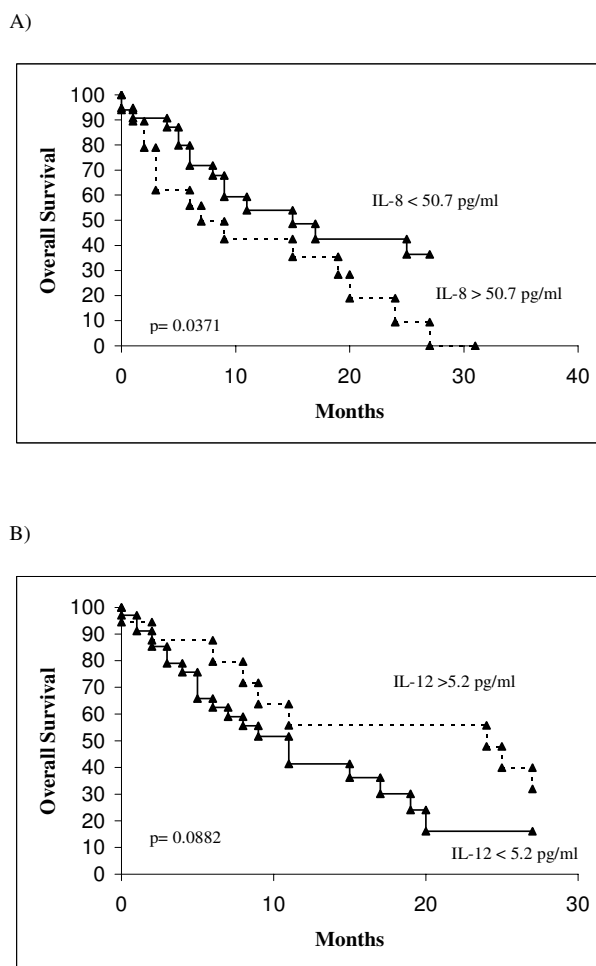 A)
100
90
80
70
60
50
40
30
20
10
0
Overall Survival
IL-8 < 50.7 pg/ml
IL-8 > 50.7 pg/ml
p= 0.0371
0 10 20 30 40
Months
B)
100
90
80
70
60
50
40
30
20
10
0
Overall Survival
IL-12 >5.2 pg/ml
p= 0.0882
IL-12 < 5.2 pg/ml
0 10 20 30
Months